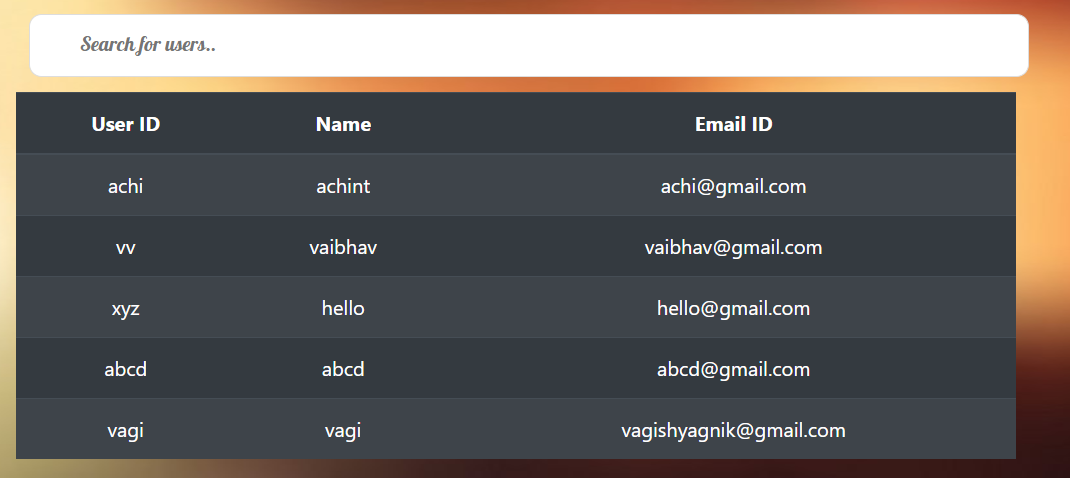 Search for users..
User ID Name Email ID
achi achint achi@gmail.com
vv vaibhav vaibhav@gmail.com
xyz hello hello@gmail.com
abcd abcd abcd@gmail.com
vagi vagi vagishyagnik@gmail.com